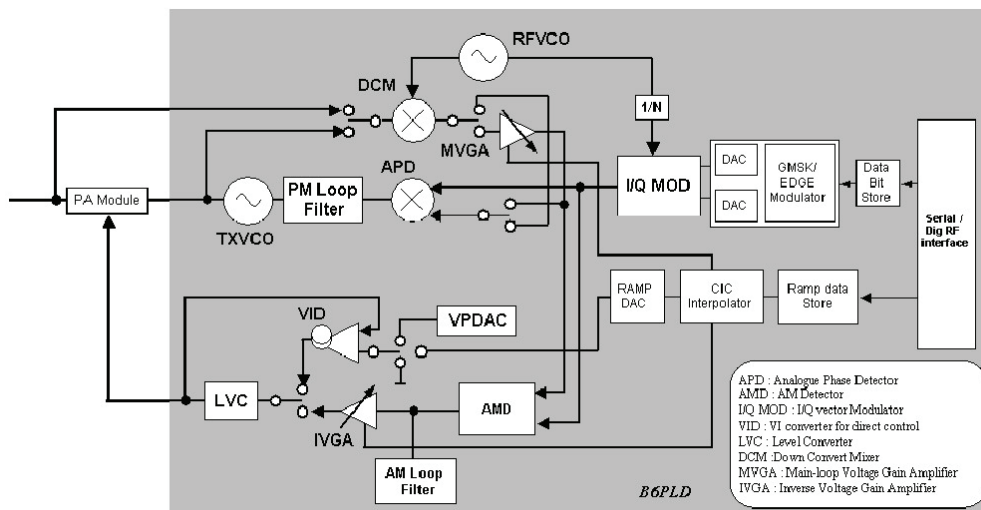 RFVCO
DCM
1/N
MVGA
APD
DAC
DAC
GMSK/
EDGE
Modulator
I/Q MOD
Data
Bit
Store
Serial /
Dig RF
interface
PA Module
PM Loop
Filter
TXVCO
RAMP
DAC
CIC
Interpolator
Ramp data
Store
VID
VPDAC
LVC
IVGA
AMD
AM Loop
Filter
B6PLD
APD : Analogue Phase Detector
AMD : AM Detector
I/Q MOD : I/Q vector Modulator
VID : VI converter for direct control
LVC : Level Converter
DCM :Down Convert Mixer
MVGA : Main-loop Voltage Gain Amplifier
IVGA : Inverse Voltage Gain Amplifier